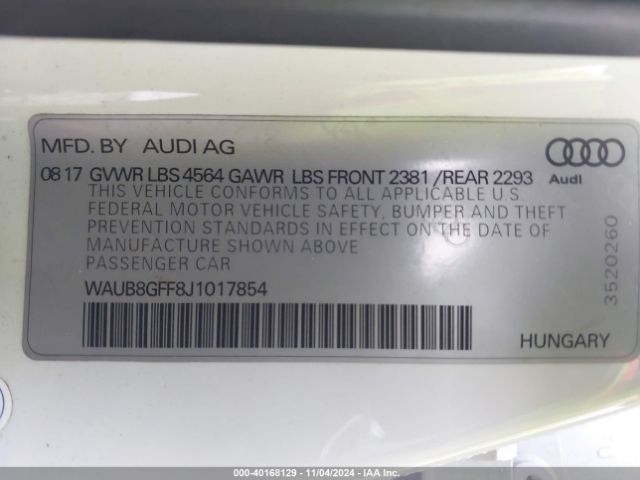 MFD. BY AUDI AG
Audi
08 17 GVWR LBS 4564 GAWR LBS FRONT 2381 /REAR 2293
THIS VEHICLE CONFORMS TO ALL APPLICABLE U.S.
FEDERAL MOTOR VEHICLE SAFETY, BUMPER AND THEFT
PREVENTION STANDARDS IN EFFECT ON THE DATE OF
MANUFACTURE SHOWN ABOVE
PASSENGER CAR
WAUB8GFF8J1017854
3520260
HUNGARY
000-40168129 - 11/04/2024 - IAAI.COM